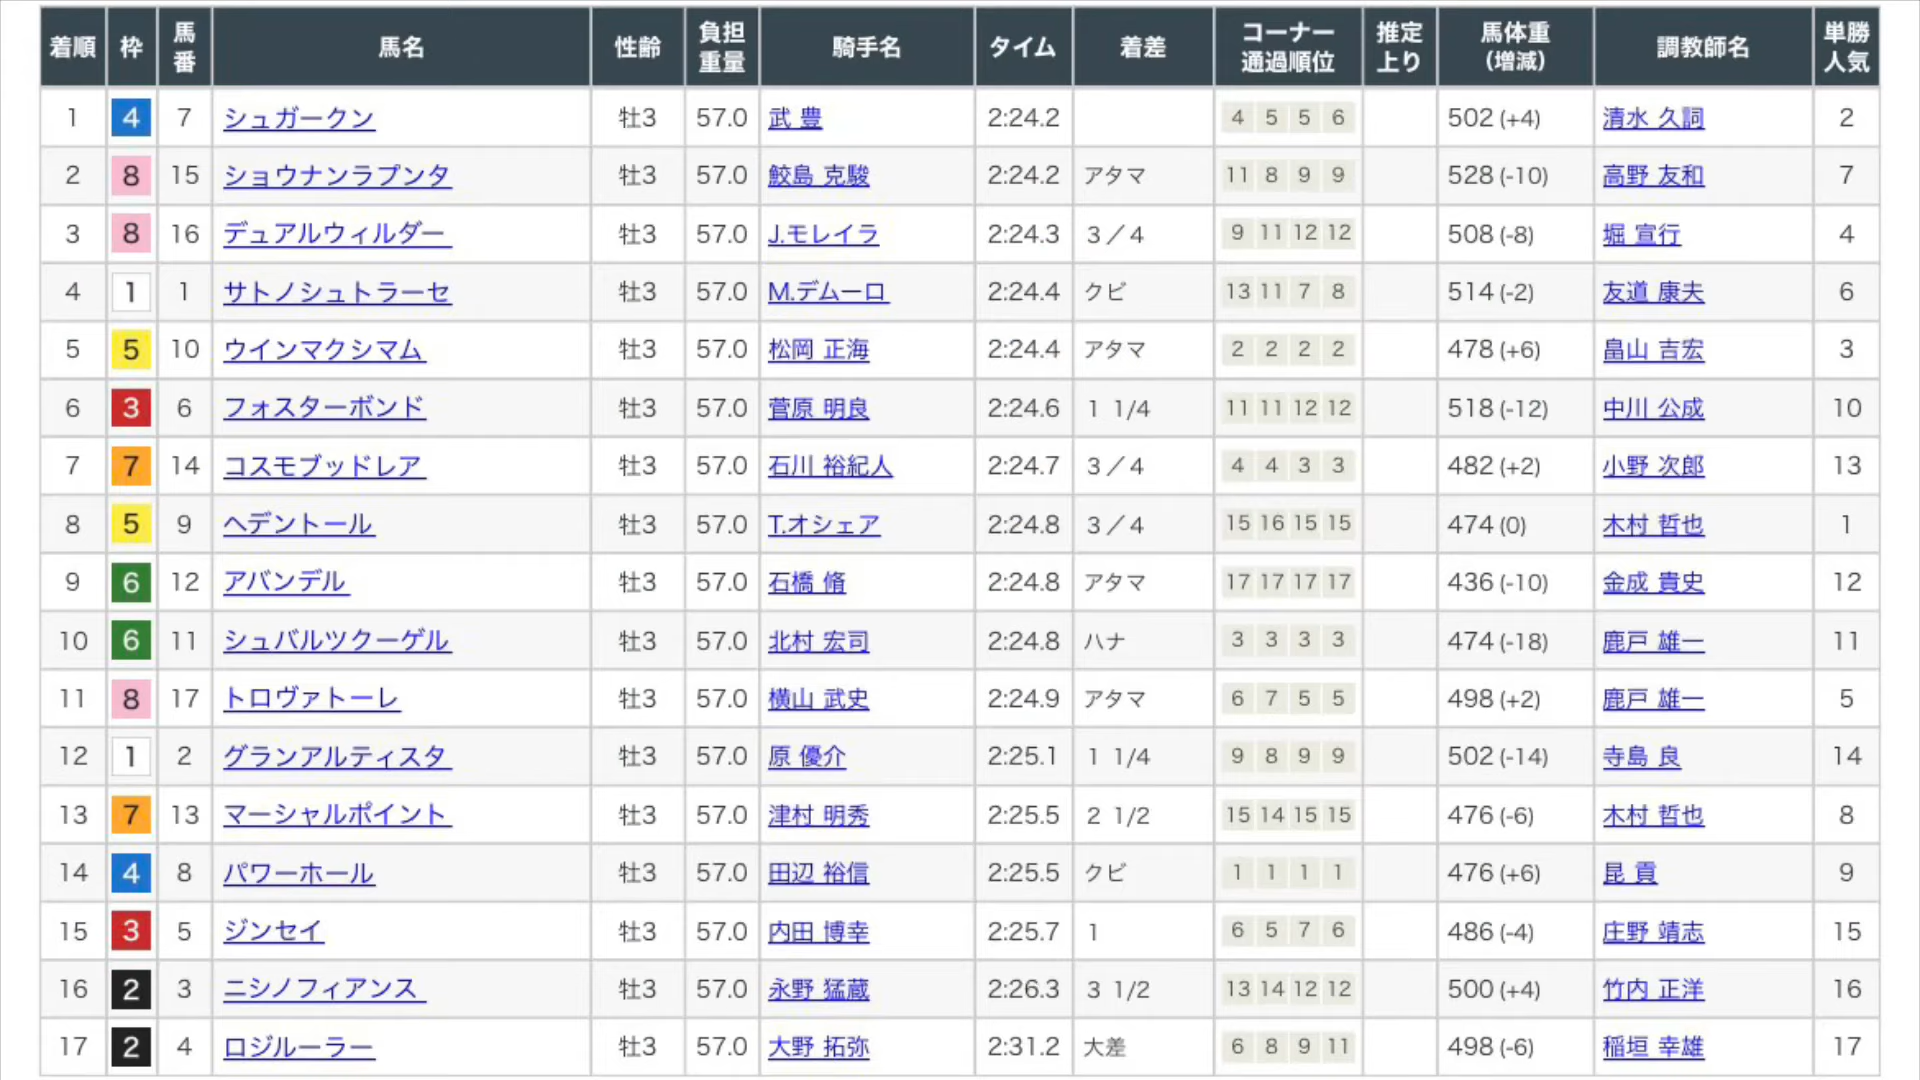 着順 枠 馬番 馬名 性齢 負担重量 騎手名 タイム 着差 コーナー通過順位 推定上り 馬体重(増減) 調教師名 単勝人気
1 4 7 シュガークン 牡3 57.0 武 豊 2:24.2 4 5 5 6 502 (+4) 清水 久詞 2
2 8 15 ショウナンラプンタ 牡3 57.0 鮫島 克駿 2:24.2 アタマ 11 8 9 9 528 (-10) 高野 友和 7
3 8 16 デュアルウィルダー 牡3 57.0 J.モレイラ 2:24.3 3／4 9 11 12 12 508 (-8) 堀 宣行 4
4 1 1 サトノシュトラーセ 牡3 57.0 M.デムーロ 2:24.4 クビ 13 11 7 8 514 (-2) 友道 康夫 6
5 5 10 ウインマクシマム 牡3 57.0 松岡 正海 2:24.4 アタマ 2 2 2 2 478 (+6) 畠山 吉宏 3
6 3 6 フォスターボンド 牡3 57.0 菅原 明良 2:24.6 1 1/4 11 11 12 12 518 (-12) 中川 公成 10
7 7 14 コスモブッドレア 牡3 57.0 石川 裕紀人 2:24.7 3／4 4 4 3 3 482 (+2) 小野 次郎 13
8 5 9 ヘデントール 牡3 57.0 T.オシェア 2:24.8 3／4 15 16 15 15 474 (0) 木村 哲也 1
9 6 12 アバンデル 牡3 57.0 石橋 脩 2:24.8 アタマ 17 17 17 17 436 (-10) 金成 貴史 12
10 6 11 シュバルツクーゲル 牡3 57.0 北村 宏司 2:24.8 ハナ 3 3 3 3 474 (-18) 鹿戸 雄一 11
11 8 17 トロヴァトーレ 牡3 57.0 横山 武史 2:24.9 アタマ 6 7 5 5 498 (+2) 鹿戸 雄一 5
12 1 2 グランアルティスタ 牡3 57.0 原 優介 2:25.1 1 1/4 9 8 9 9 502 (-14) 寺島 良 14
13 7 13 マーシャルポイント 牡3 57.0 津村 明秀 2:25.5 2 1/2 15 14 15 15 476 (-6) 木村 哲也 8
14 4 8 パワーホール 牡3 57.0 田辺 裕信 2:25.5 クビ 1 1 1 1 476 (+6) 昆 貢 9
15 3 5 ジンセイ 牡3 57.0 内田 博幸 2:25.7 1 6 5 7 6 486 (-4) 庄野 靖志 15
16 2 3 ニシノフィアンス 牡3 57.0 永野 猛蔵 2:26.3 3 1/2 13 14 12 12 500 (+4) 竹内 正洋 16
17 2 4 ロジルーラー 牡3 57.0 大野 拓弥 2:31.2 大差 6 8 9 11 498 (-6) 稲垣 幸雄 17